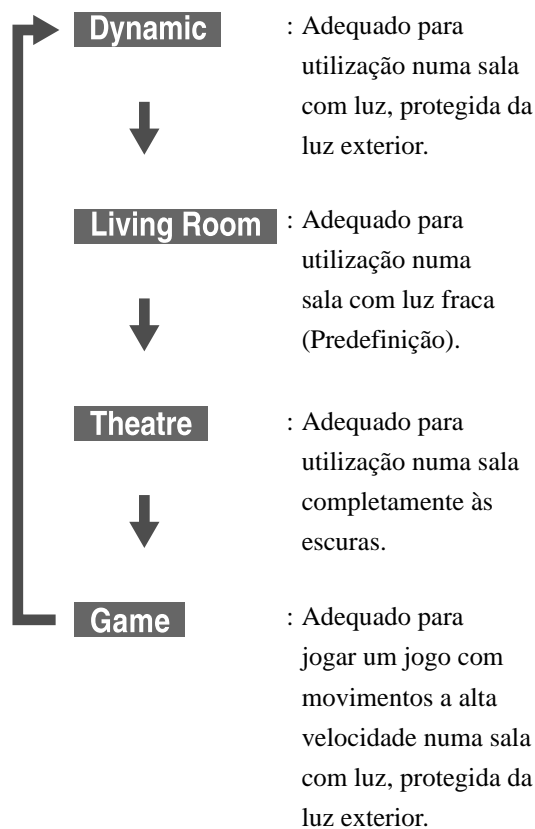 Dynamic : Adequado para
utilização numa sala
com luz, protegida da
luz exterior.
Living Room : Adequado para
utilização numa
sala com luz fraca
(Predefinição).
Theatre : Adequado para
utilização numa sala
completamente às
escuras.
Game : Adequado para
jogar um jogo com
movimentos a alta
velocidade numa sala
com luz, protegida da
luz exterior.